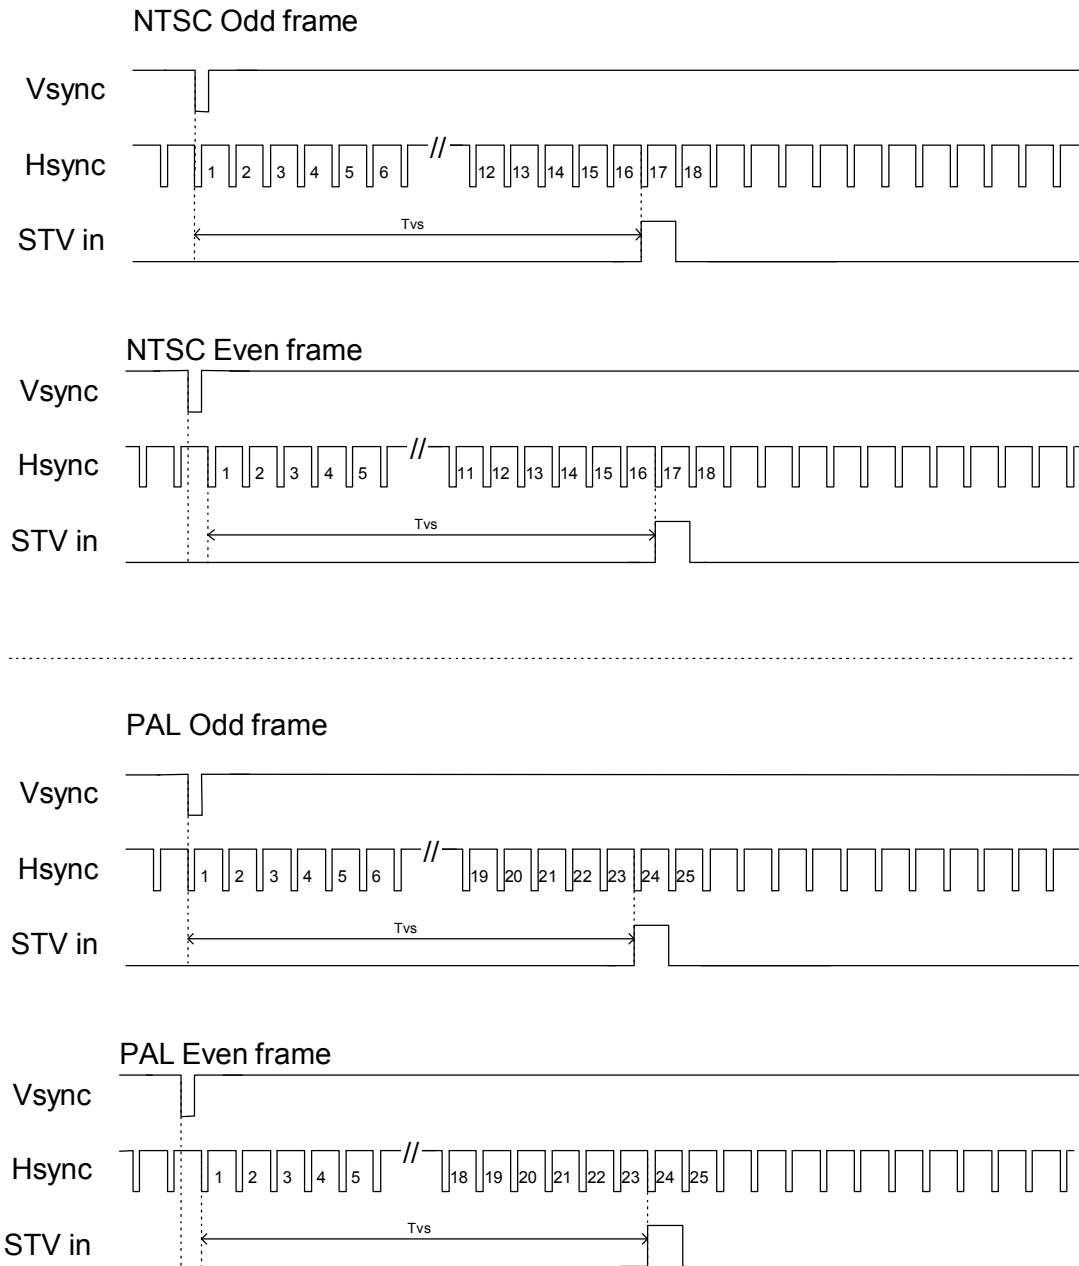 NTSC Odd frame
Vsync
Hsync 1 2 3 4 5 6 // 12 13 14 15 16 17 18
Tvs
STV in
NTSC Even frame
Vsync
Hsync 1 2 3 4 5 // 11 12 13 14 15 16 17 18
Tvs
STV in
PAL Odd frame
Vsync
Hsync 1 2 3 4 5 6 // 19 20 21 22 23 24 25
Tvs
STV in
PAL Even frame
Vsync
Hsync 1 2 3 4 5 // 18 19 20 21 22 23 24 25
Tvs
STV in